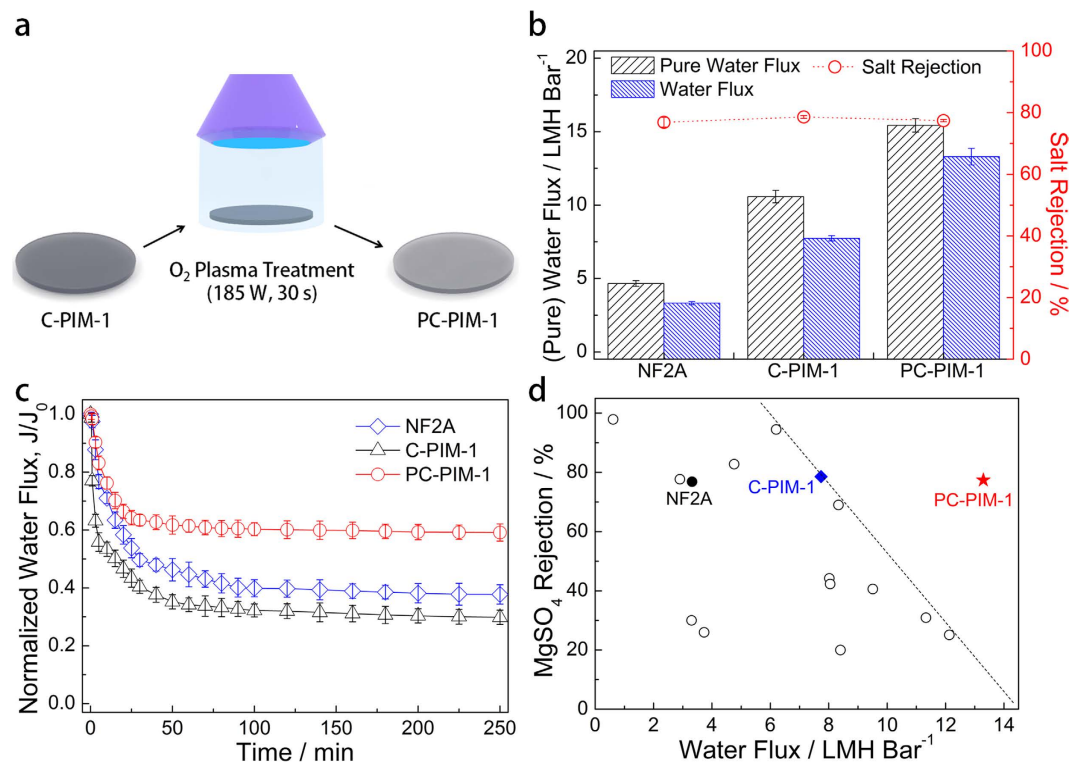 a
C-PIM-1
O₂ Plasma Treatment
(185 W, 30 s)
PC-PIM-1
b
(Pure) Water Flux / LMH Bar⁻¹
20
15
10
5
0
Pure Water Flux
Water Flux
Salt Rejection
NF2A
C-PIM-1
PC-PIM-1
100
80
60
40
20
0
Salt Rejection / %
c
Normalized Water Flux, J/J₀
1.0
0.8
0.6
0.4
0.2
0.0
NF2A
C-PIM-1
PC-PIM-1
0
50
100
150
200
250
Time / min
d
MgSO₄ Rejection / %
100
80
60
40
20
0
NF2A
C-PIM-1
PC-PIM-1
0
2
4
6
8
10
12
14
Water Flux / LMH Bar⁻¹